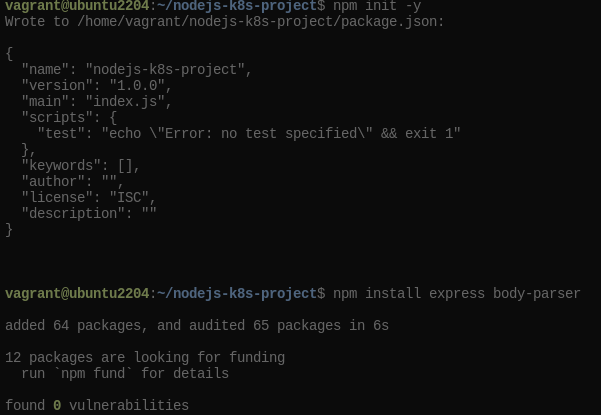 vagrant@ubuntu2204:~/nodejs-k8s-project$ npm init -y
Wrote to /home/vagrant/nodejs-k8s-project/package.json:
{
  "name": "nodejs-k8s-project",
  "version": "1.0.0",
  "main": "index.js",
  "scripts": {
    "test": "echo \"Error: no test specified\" && exit 1"
  },
  "keywords": [],
  "author": "",
  "license": "ISC",
  "description": ""
}
vagrant@ubuntu2204:~/nodejs-k8s-project$ npm install express body-parser
added 64 packages, and audited 65 packages in 6s
12 packages are looking for funding
  run `npm fund` for details
found 0 vulnerabilities